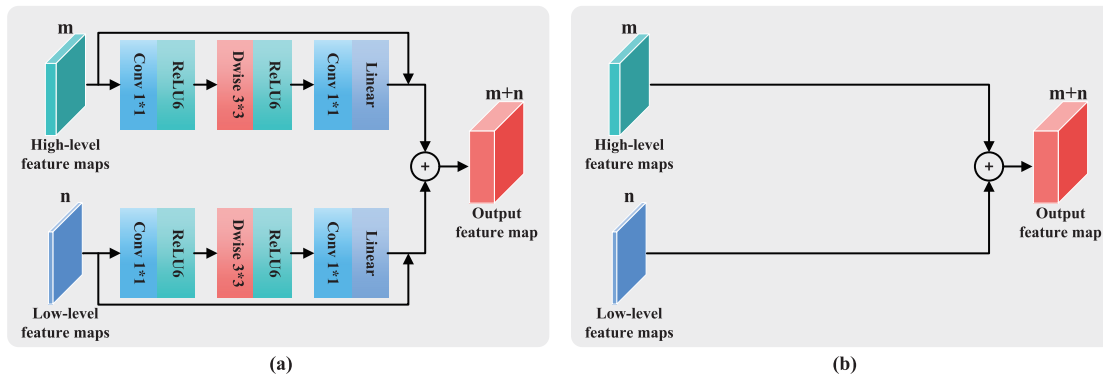 m
Conv 1*1
ReLU6
Dwise 3*3
ReLU6
Conv 1*1
Linear
High-level
feature maps
m+n
+
Output
feature map
n
Conv 1*1
ReLU6
Dwise 3*3
ReLU6
Conv 1*1
Linear
Low-level
feature maps
(a)
m
High-level
feature maps
m+n
+
Output
feature map
n
Low-level
feature maps
(b)